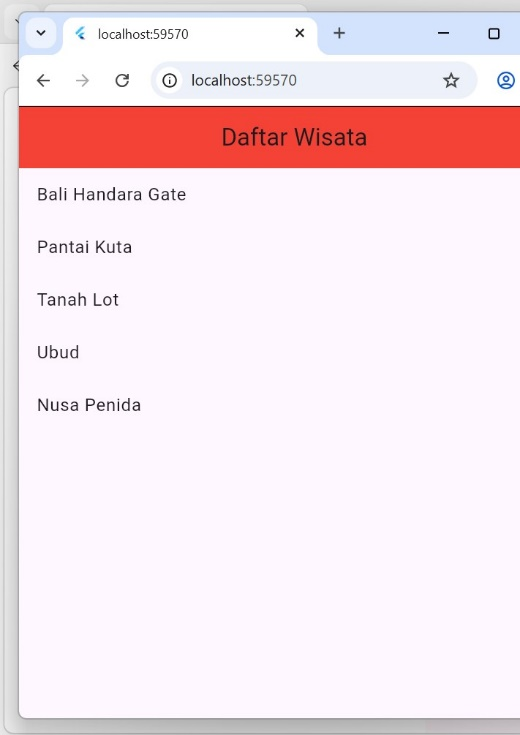 localhost:59570
localhost:59570
Daftar Wisata
Bali Handara Gate
Pantai Kuta
Tanah Lot
Ubud
Nusa Penida